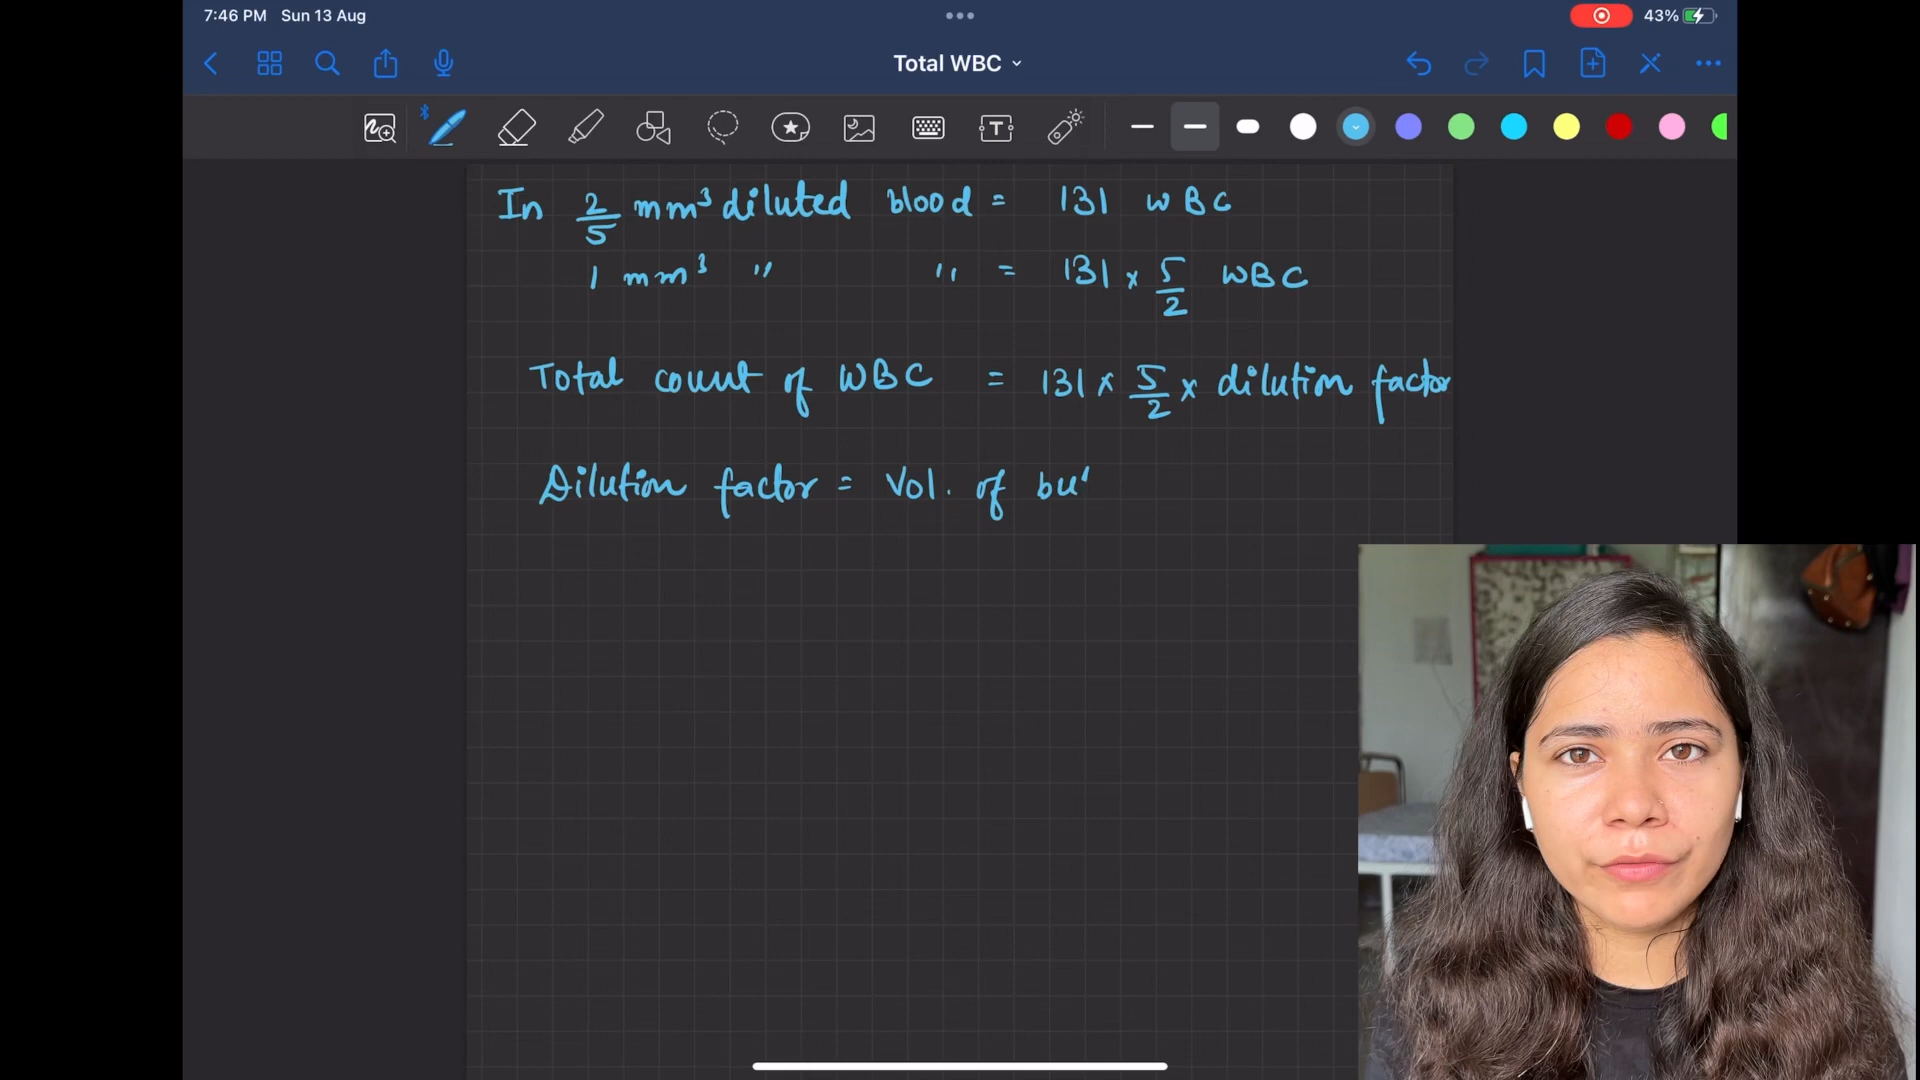 7:46 PM Sun 13 Aug
43%
Total WBC
T
In 2/5 mm³ diluted blood = 131 WBC
1 mm³ " " = 131 × 5/2 WBC
Total count of WBC = 131 × 5/2 × dilution factor
Dilution factor = Vol. of